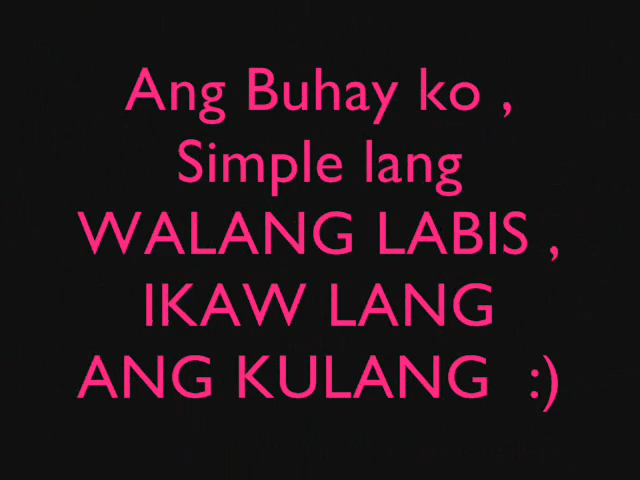 Ang Buhay ko ,
Simple lang
WALANG LABIS ,
IKAW LANG
ANG KULANG :)